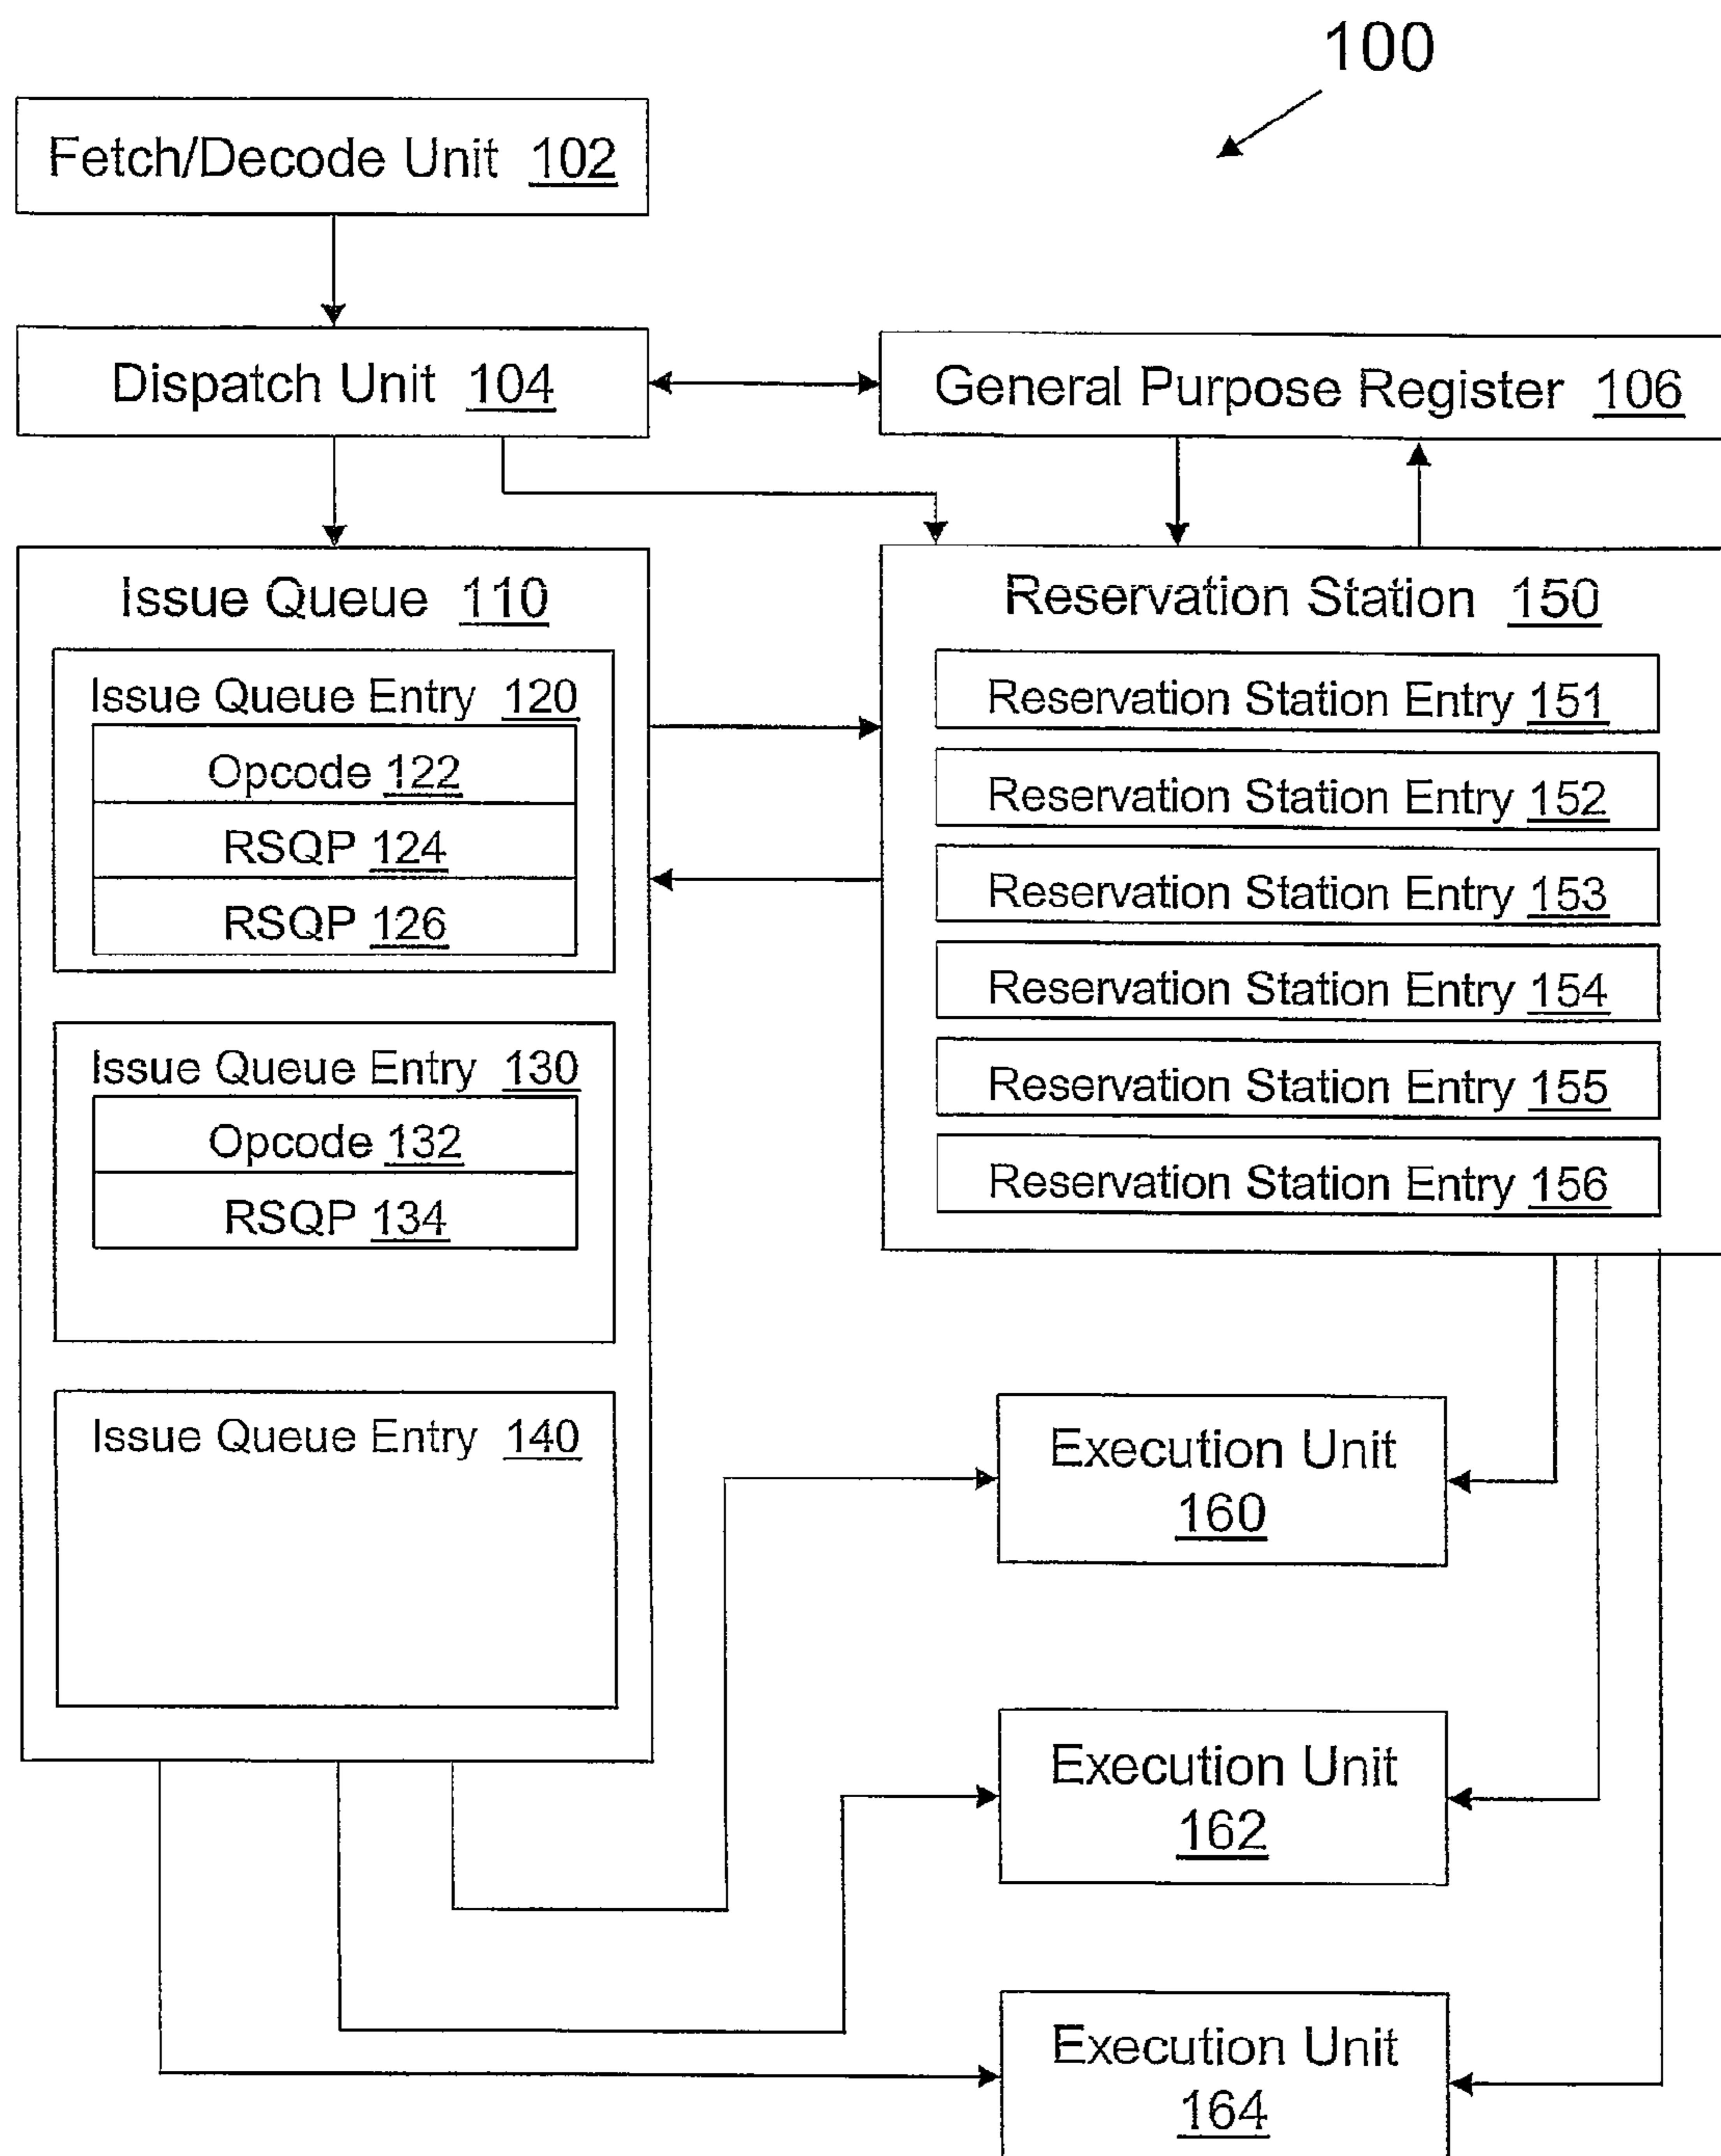 100
Fetch/Decode Unit 102
Dispatch Unit 104
General Purpose Register 106
Issue Queue 110
Issue Queue Entry 120
Opcode 122
RSQP 124
RSQP 126
Issue Queue Entry 130
Opcode 132
RSQP 134
Issue Queue Entry 140
Reservation Station 150
Reservation Station Entry 151
Reservation Station Entry 152
Reservation Station Entry 153
Reservation Station Entry 154
Reservation Station Entry 155
Reservation Station Entry 156
Execution Unit
160
Execution Unit
162
Execution Unit
164